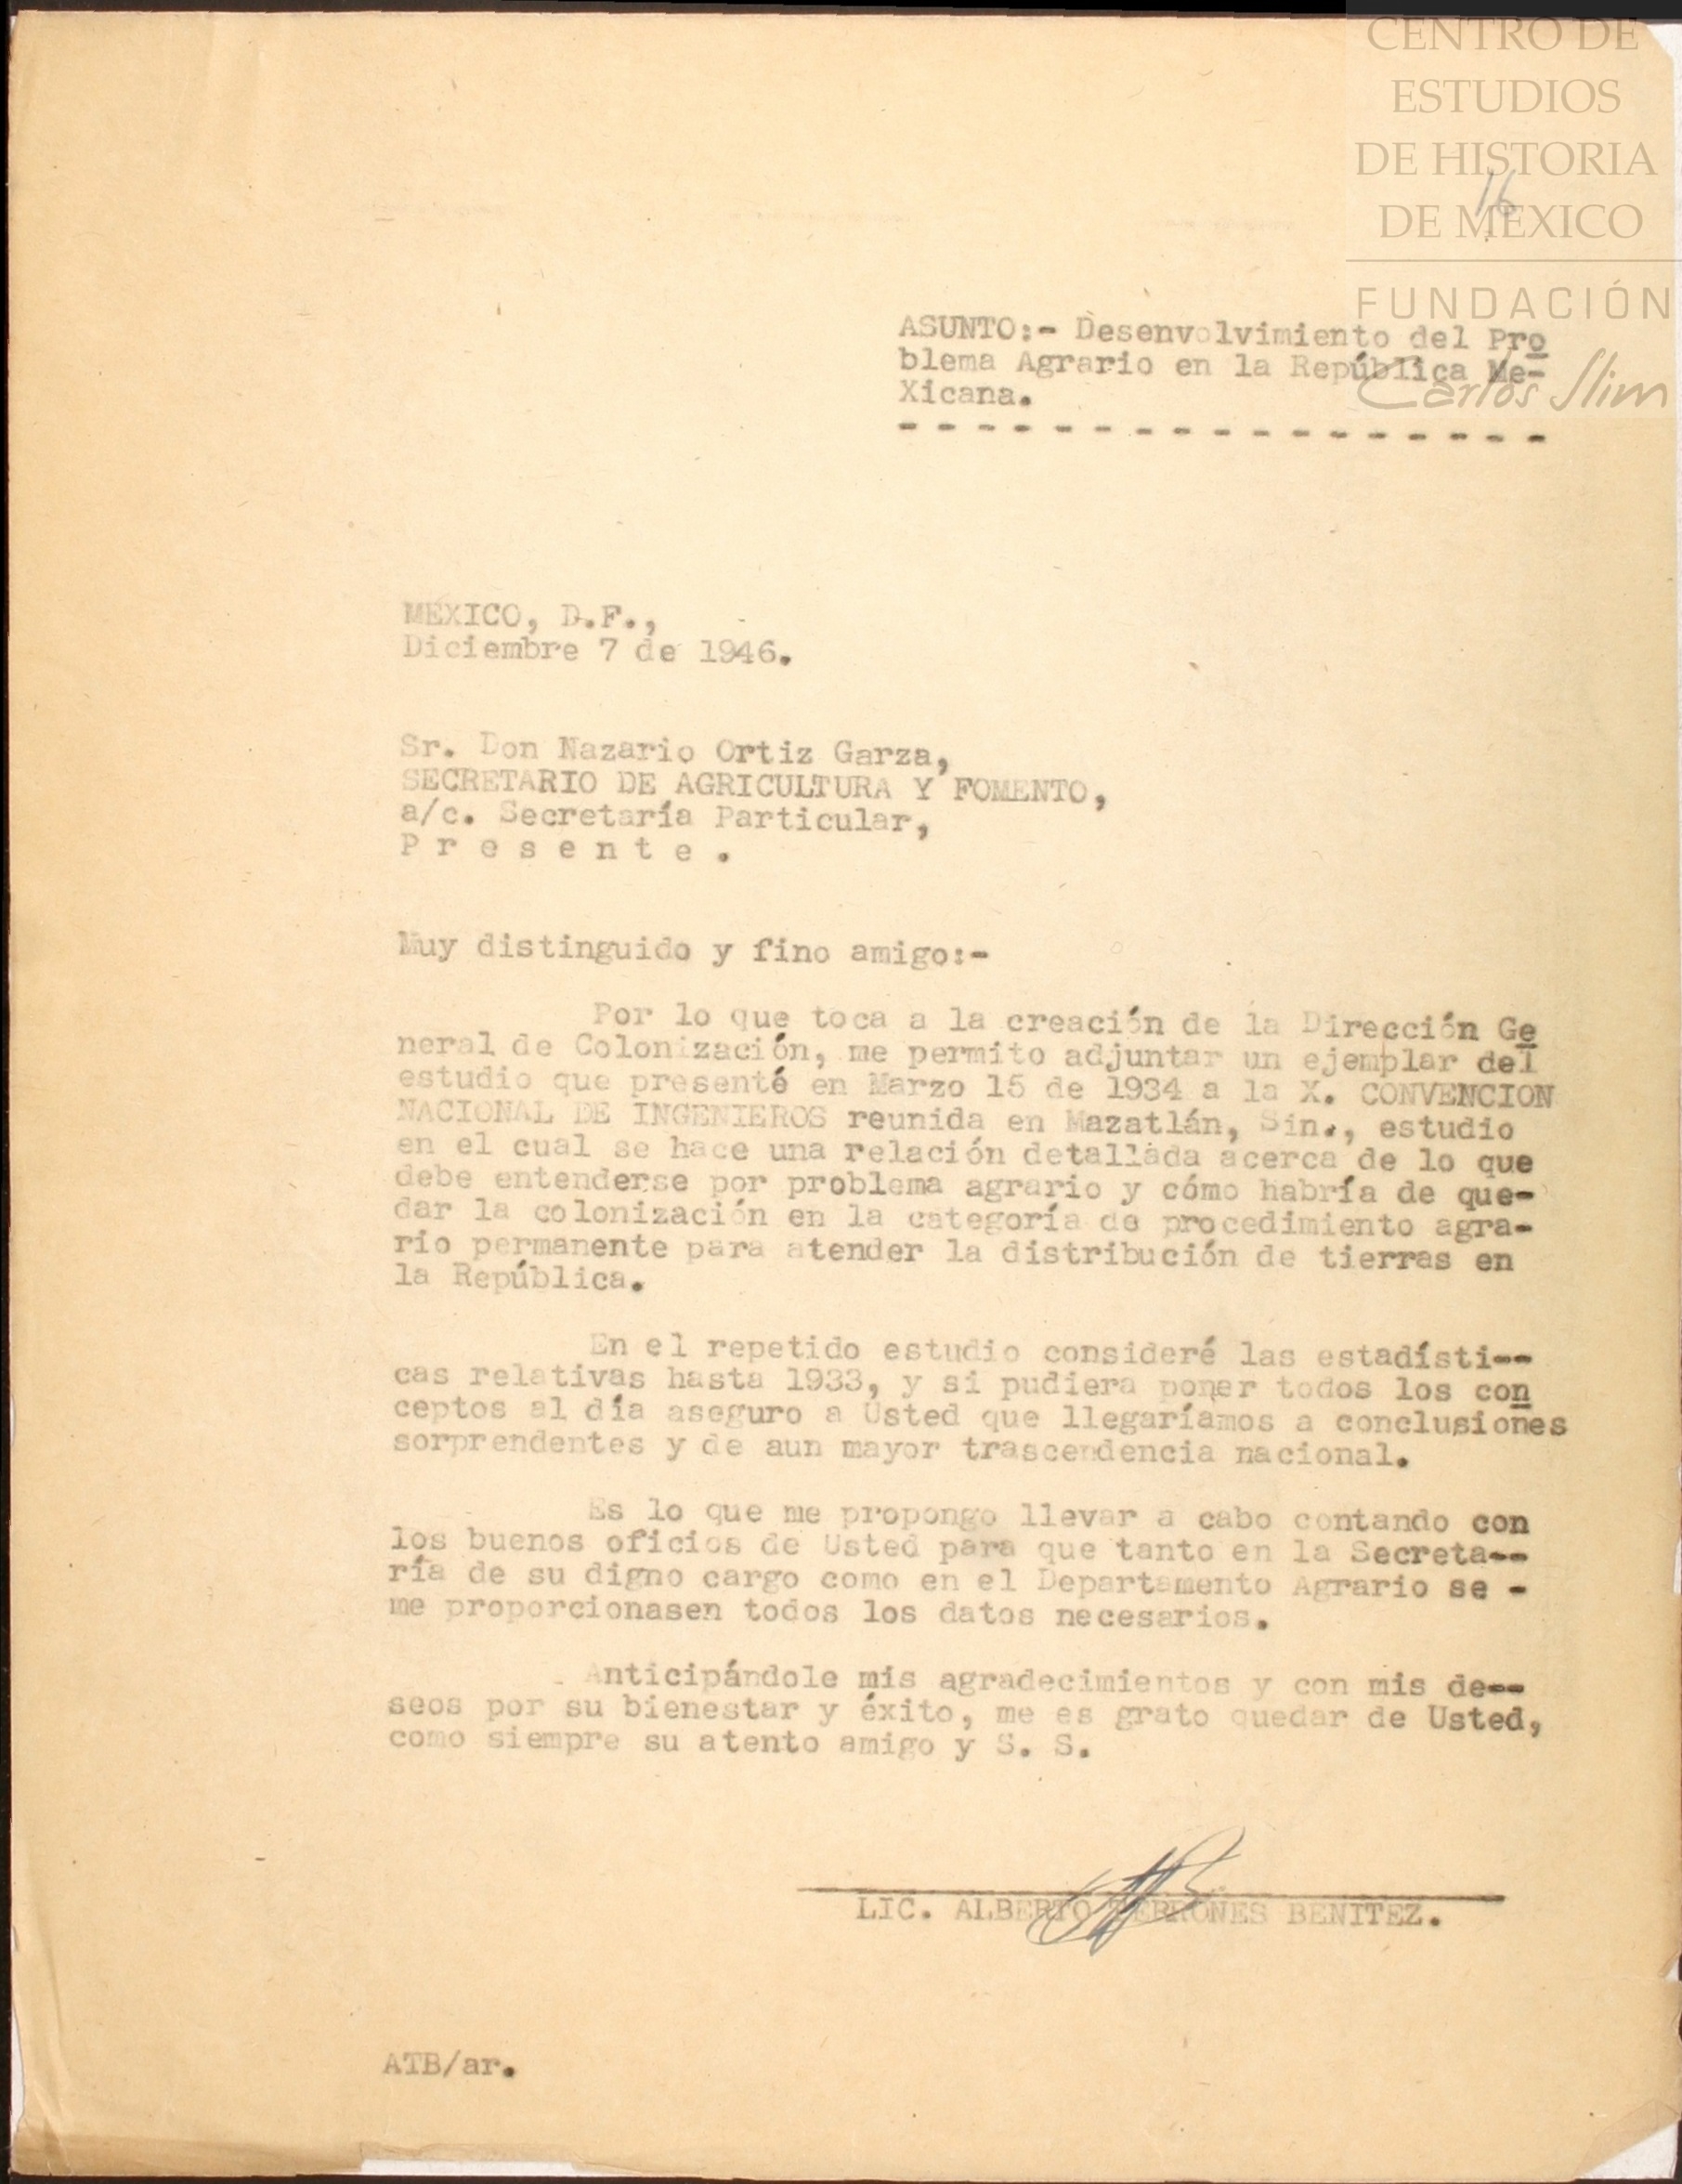 CENTRO DE
ESTUDIOS
DE HISTORIA
DE MÉXICO
16
FUNDACIÓN
Carlos Slim
ASUNTO:- Desenvolvimiento del Pro
blema Agrario en la República Me-
Xicana.
- - - - - - - - - - - - - - - - -
MEXICO, D.F.,
Diciembre 7 de 1946.
Sr. Don Nazario Ortiz Garza,
SECRETARIO DE AGRICULTURA Y FOMENTO,
a/c. Secretaría Particular,
P r e s e n t e .
Muy distinguido y fino amigo:-
Por lo que toca a la creación de la Dirección Ge
neral de Colonización, me permito adjuntar un ejemplar del
estudio que presenté en Marzo 15 de 1934 a la X. CONVENCION
NACIONAL DE INGENIEROS reunida en Mazatlán, Sin., estudio
en el cual se hace una relación detallada acerca de lo que
debe entenderse por problema agrario y cómo habría de que-
dar la colonización en la categoría de procedimiento agra-
rio permanente para atender la distribución de tierras en
la República.
En el repetido estudio consideré las estadísti--
cas relativas hasta 1933, y si pudiera poner todos los con
ceptos al día aseguro a Usted que llegaríamos a conclusiones
sorprendentes y de aun mayor trascendencia nacional.
Es lo que me propongo llevar a cabo contando con
los buenos oficios de Usted para que tanto en la Secreta--
ría de su digno cargo como en el Departamento Agrario se -
me proporcionasen todos los datos necesarios.
Anticipándole mis agradecimientos y con mis de--
seos por su bienestar y éxito, me es grato quedar de Usted,
como siempre su atento amigo y S. S.
LIC. ALBERTO TERRONES BENITEZ.
ATB/ar.